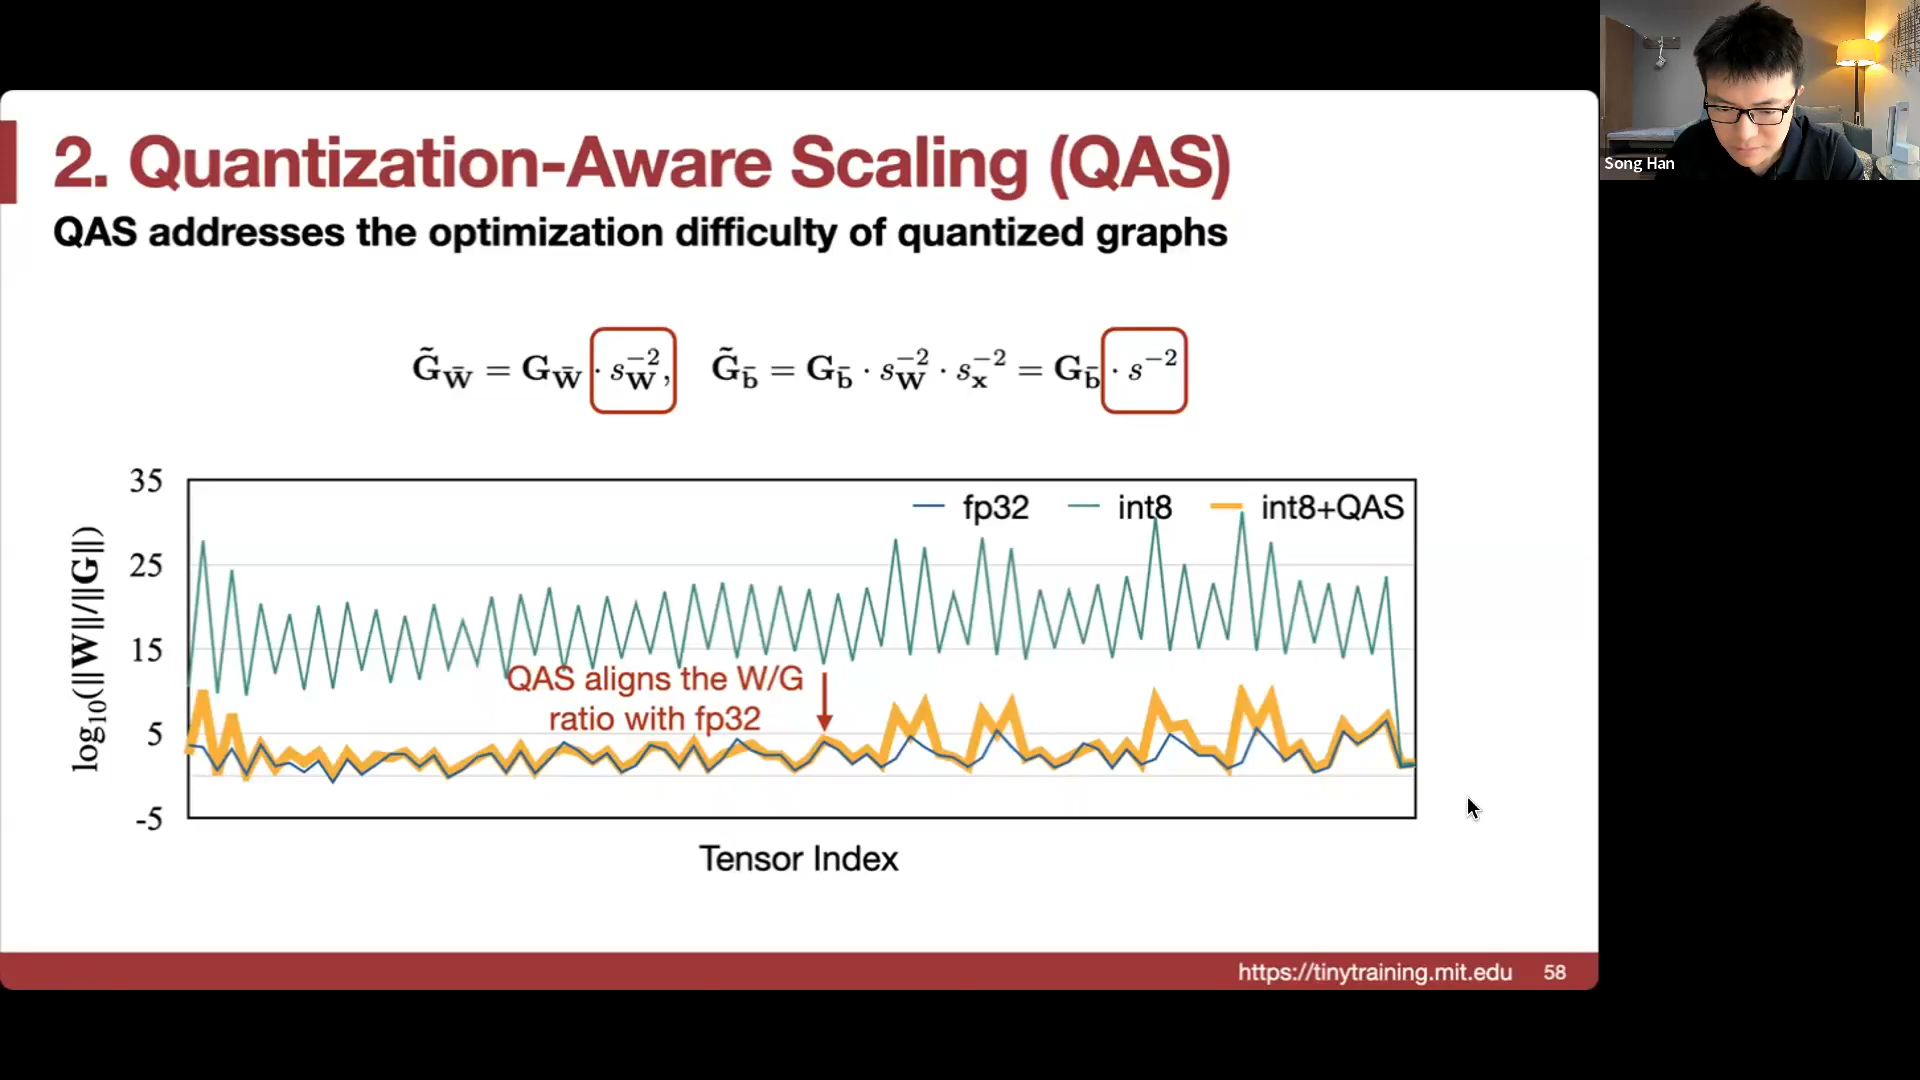 Song Han
2. Quantization-Aware Scaling (QAS)
QAS addresses the optimization difficulty of quantized graphs
G̃_W̄ = G_W̄ · s_W^{-2}, G̃_b̄ = G_b̄ · s_W^{-2} · s_x^{-2} = G_b̄ · s^{-2}
35
25
15
5
-5
log₁₀(||W||/||G||)
fp32 int8 int8+QAS
QAS aligns the W/G
ratio with fp32
Tensor Index
https://tinytraining.mit.edu 58